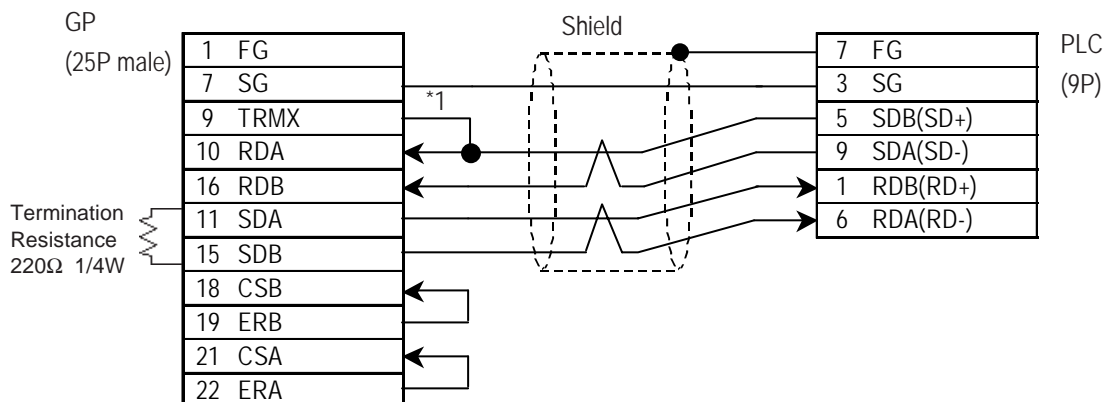 GP
(25P male)
Shield
PLC
(9P)
1 FG
7 SG
9 TRMX
10 RDA
16 RDB
11 SDA
15 SDB
18 CSB
19 ERB
21 CSA
22 ERA
*1
7 FG
3 SG
5 SDB(SD+)
9 SDA(SD-)
1 RDB(RD+)
6 RDA(RD-)
Termination
Resistance
220Ω 1/4W